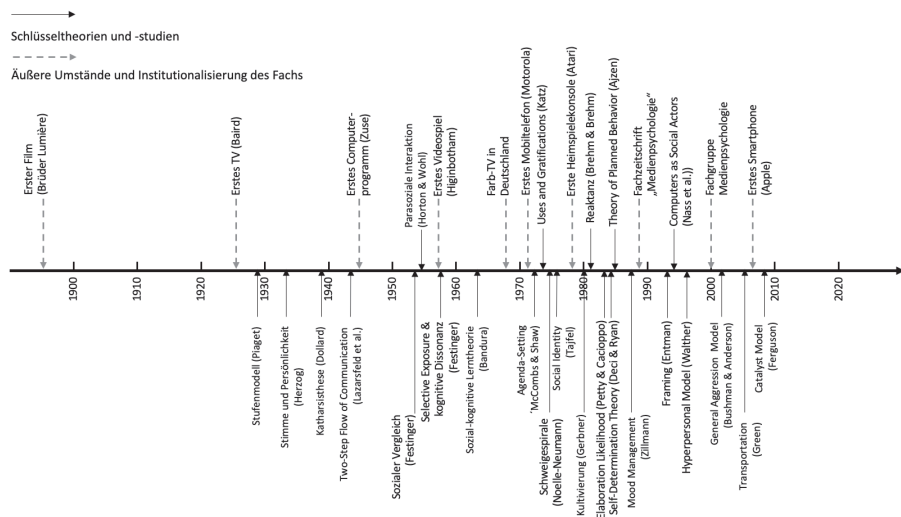 Schlüsseltheorien und -studien
Äußere Umstände und Institutionalisierung des Fachs
Erster Film
(Brüder Lumière)
Erstes TV (Baird)
Erstes Computer-
programm (Zuse)
Parasoziale Interaktion
(Horton & Wohl)
Erstes Videospiel
(Higinbotham)
Farb-TV in
Deutschland
Erstes Mobiltelefon (Motorola)
Uses and Gratifications (Katz)
Erste Heimspielekonsole (Atari)
Reaktanz (Brehm & Brehm)
Theory of Planned Behavior (Ajzen)
Fachzeitschrift
„Medienpsychologie“
Computers as Social Actors
(Nass et al.))
Fachgruppe
Medienpsychologie
Erstes Smartphone
(Apple)
1900
1910
1920
1930
1940
1950
1960
1970
1980
1990
2000
2010
2020
Stufenmodell (Piaget)
Stimme und Persönlichkeit
(Herzog)
Katharsisthese (Dollard)
Two-Step Flow of Communication
(Lazarsfeld et al.)
Sozialer Vergleich
(Festinger)
Selective Exposure &
kognitive Dissonanz
(Festinger)
Sozial-kognitive Lerntheorie
(Bandura)
Agenda-Setting
´McCombs & Shaw)
Schweigespirale
(Noelle-Neumann)
Social Identity
(Tajfel)
Kultivierung (Gerbner)
Elaboration Likelihood (Petty & Cacioppo)
Self-Determination Theory (Deci & Ryan)
Mood Management
(Zillmann)
Framing (Entman)
Hyperpersonal Model (Walther)
General Aggression Model
(Bushman & Anderson)
Transportation
(Green)
Catalyst Model
(Ferguson)